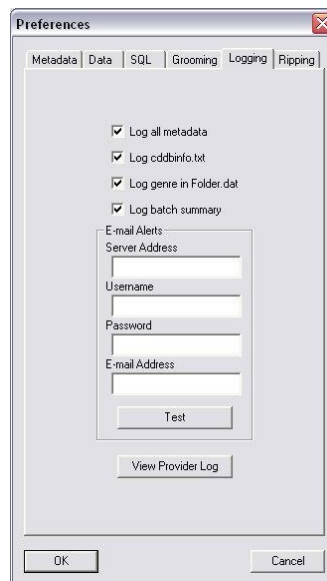 Preferences
Metadata Data SQL Grooming Logging Ripping
Log all metadata
Log cddbinfo.txt
Log genre in Folder.dat
Log batch summary
E-mail Alerts
Server Address
Username
Password
E-mail Address
Test
View Provider Log
OK Cancel